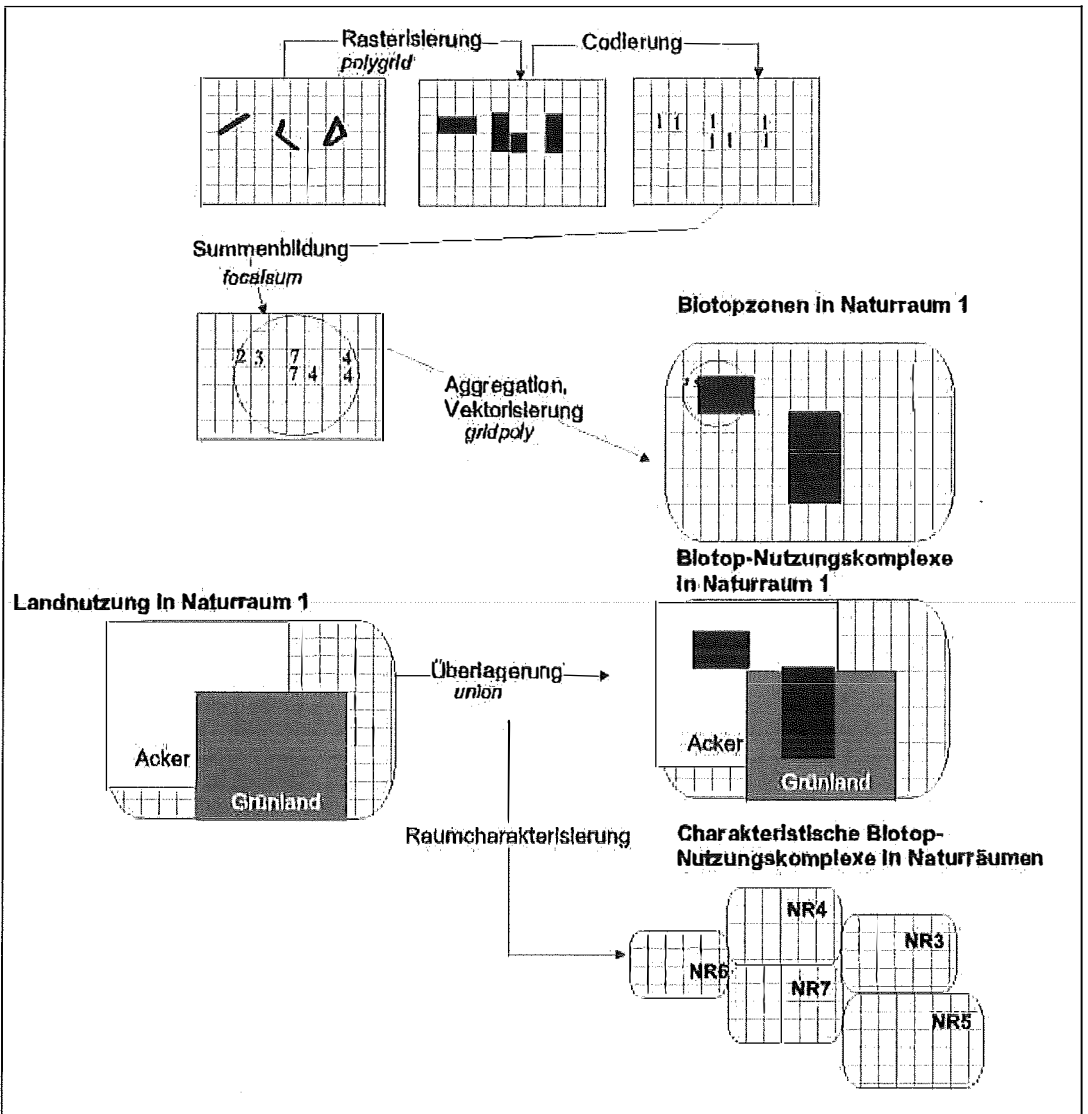 Rasterisierung
polygrid
Codierung
1 1 1 1
1 1 1
Summenbildung
focalsum
2 3 7 4
7 4 4
Aggregation,
Vektorisierung
gridpoly
Biotopzonen in Naturraum 1
Landnutzung in Naturraum 1
Acker
Grünland
Überlagerung
union
Biotop-Nutzungskomplexe
in Naturraum 1
Acker
Grünland
Raumcharakterisierung
Charakteristische Biotop-
Nutzungskomplexe in Naturräumen
NR4
NR3
NR6
NR7
NR5